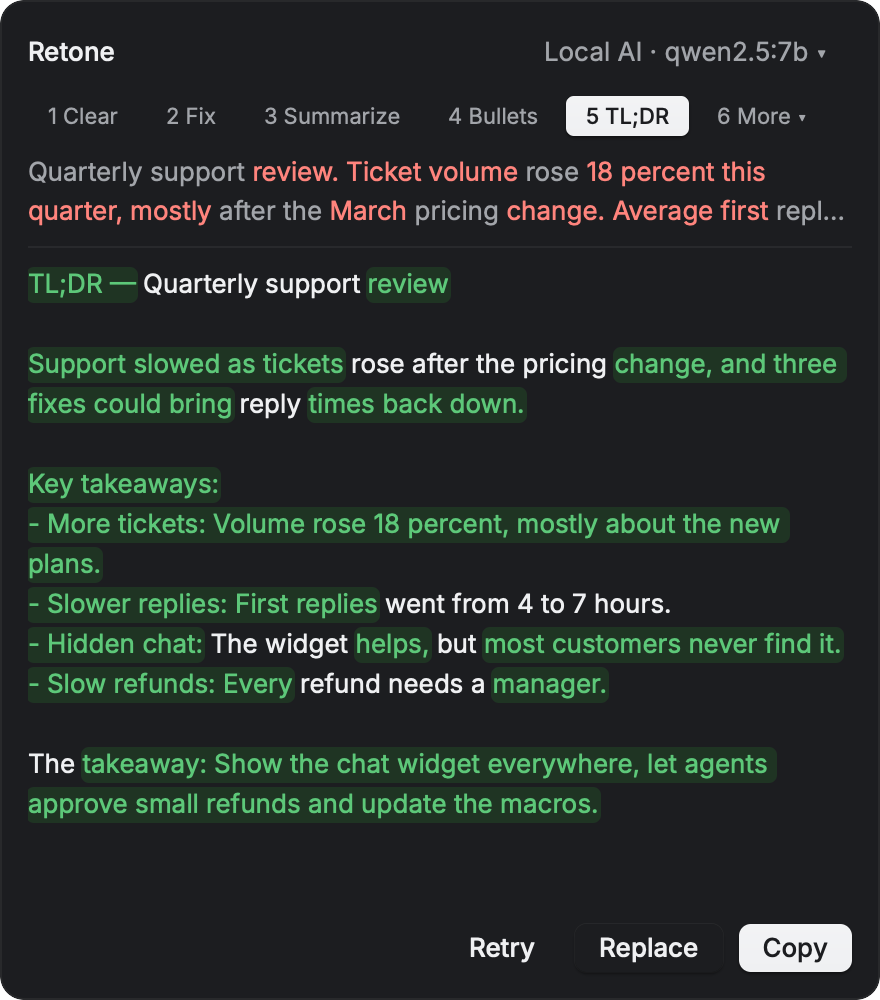 Retone
Local AI · qwen2.5:7b ▾
1 Clear 2 Fix 3 Summarize 4 Bullets 5 TL;DR 6 More ▾
Quarterly support review. Ticket volume rose 18 percent this
quarter, mostly after the March pricing change. Average first repl...
TL;DR — Quarterly support review
Support slowed as tickets rose after the pricing change, and three
fixes could bring reply times back down.
Key takeaways:
- More tickets: Volume rose 18 percent, mostly about the new
plans.
- Slower replies: First replies went from 4 to 7 hours.
- Hidden chat: The widget helps, but most customers never find it.
- Slow refunds: Every refund needs a manager.
The takeaway: Show the chat widget everywhere, let agents
approve small refunds and update the macros.
Retry Replace Copy